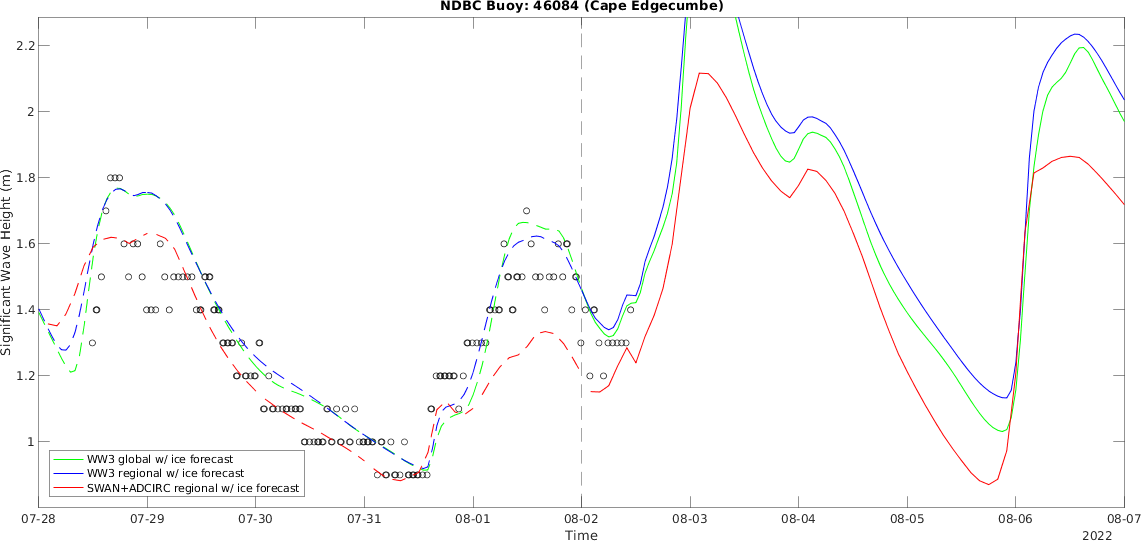 NDBC Buoy: 46084 (Cape Edgecumbe)
Significant Wave Height (m)
2.2
2
1.8
1.6
1.4
1.2
1
WW3 global w/ ice forecast
WW3 regional w/ ice forecast
SWAN+ADCIRC regional w/ ice forecast
07-28 07-29 07-30 07-31 08-01 08-02 08-03 08-04 08-05 08-06 08-07
Time
2022